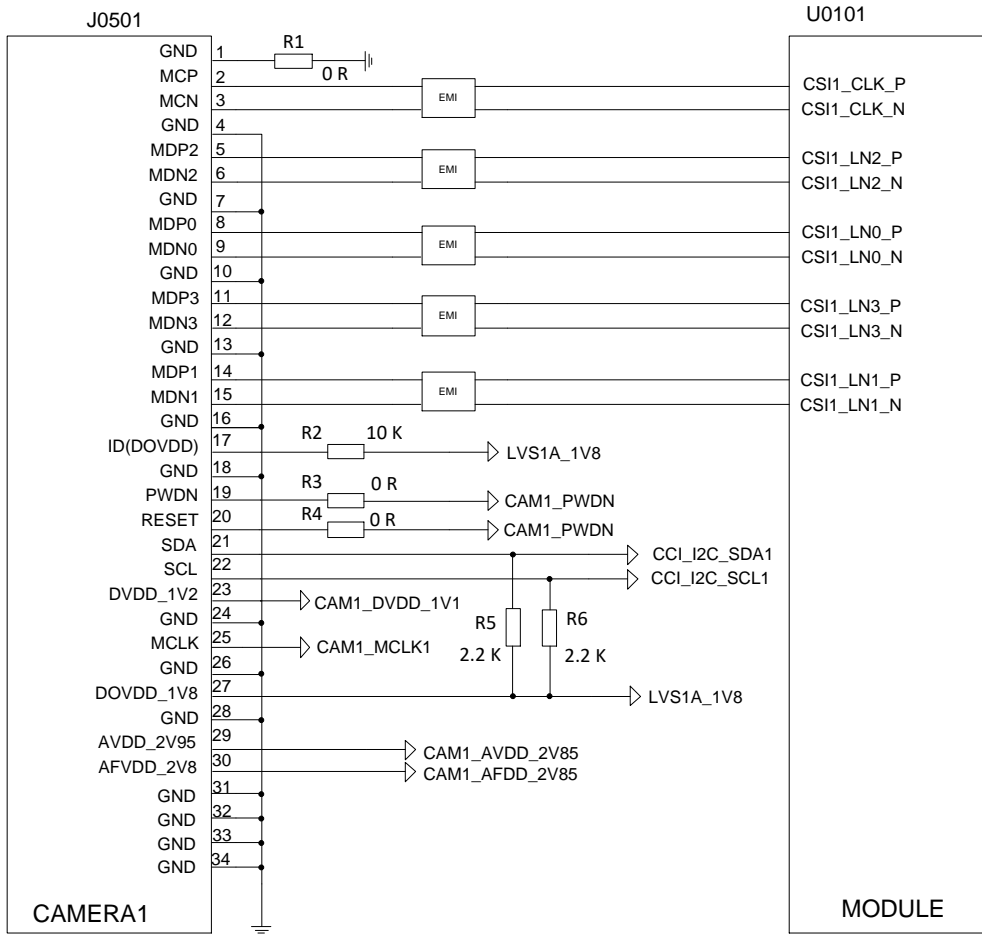 J0501
U0101
GND 1 R1
0 R
MCP 2 EMI CSI1_CLK_P
MCN 3 CSI1_CLK_N
GND 4
MDP2 5 EMI CSI1_LN2_P
MDN2 6 CSI1_LN2_N
GND 7
MDP0 8 EMI CSI1_LN0_P
MDN0 9 CSI1_LN0_N
GND 10
MDP3 11 EMI CSI1_LN3_P
MDN3 12 CSI1_LN3_N
GND 13
MDP1 14 EMI CSI1_LN1_P
MDN1 15 CSI1_LN1_N
GND 16
ID(DOVDD) 17 R2 10 K LVS1A_1V8
GND 18
PWDN 19 R3 0 R CAM1_PWDN
RESET 20 R4 0 R CAM1_PWDN
SDA 21 CCI_I2C_SDA1
SCL 22 CCI_I2C_SCL1
DVDD_1V2 23 CAM1_DVDD_1V1
GND 24 R5 R6
MCLK 25 CAM1_MCLK1 2.2 K 2.2 K
GND 26
DOVDD_1V8 27 LVS1A_1V8
GND 28
AVDD_2V95 29 CAM1_AVDD_2V85
AFVDD_2V8 30 CAM1_AFDD_2V85
GND 31
GND 32
GND 33
GND 34
CAMERA1 MODULE